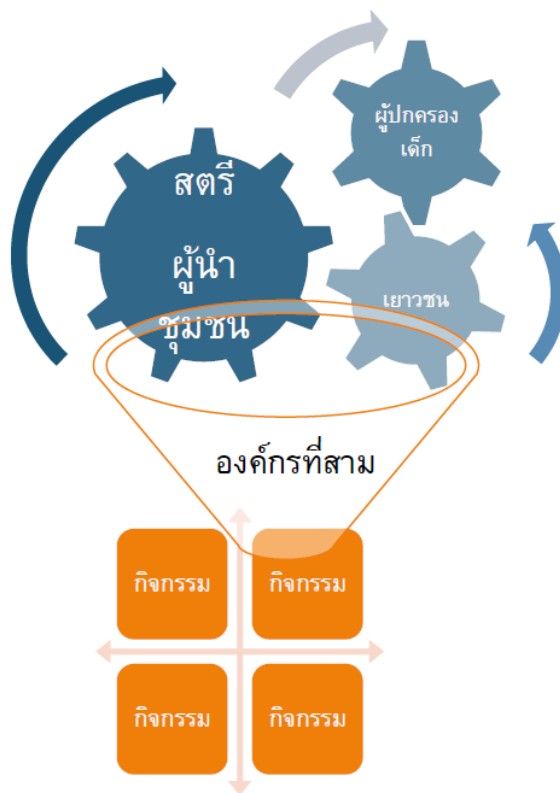 ผู้ปกครอง
เด็ก
สตรี
ผู้นำ
ชุมชน
เยาวชน
องค์กรที่สาม
กิจกรรม
กิจกรรม
กิจกรรม
กิจกรรม